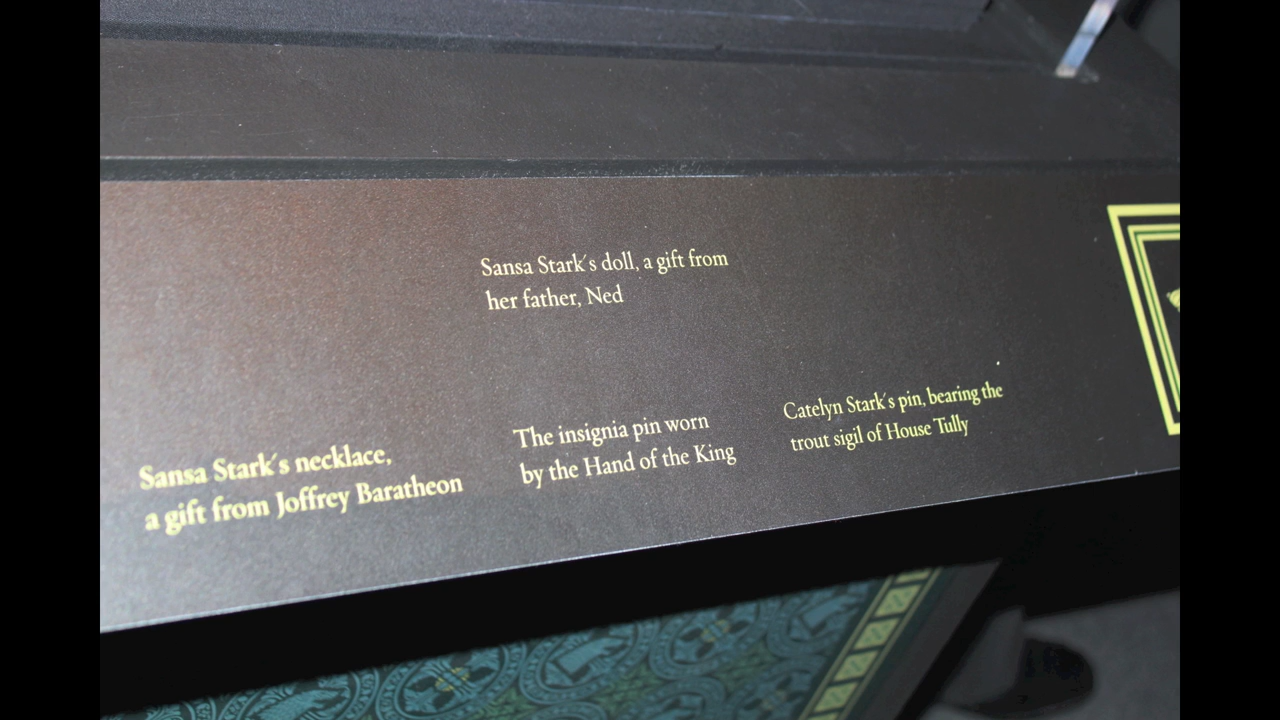 Sansa Stark's doll, a gift from
her father, Ned
Sansa Stark's necklace,
a gift from Joffrey Baratheon
The insignia pin worn
by the Hand of the King
Catelyn Stark's pin, bearing the
trout sigil of House Tully